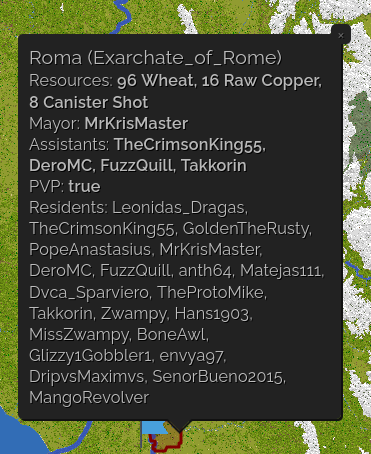 Roma (Exarchate_of_Rome)
Resources: 96 Wheat, 16 Raw Copper,
8 Canister Shot
Mayor: MrKrisMaster
Assistants: TheCrimsonKing55,
DeroMC, FuzzQuill, Takkorin
PVP: true
Residents: Leonidas_Dragas,
TheCrimsonKing55, GoldenTheRusty,
PopeAnastasius, MrKrisMaster,
DeroMC, FuzzQuill, anth64, Matejas111,
Dvca_Sparviero, TheProtoMike,
Takkorin, Zwampy, Hans1903,
MissZwampy, BoneAwl,
Glizzy1Gobbler1, envya97,
DripvsMaximvs, SenorBueno2015,
MangoRevolver